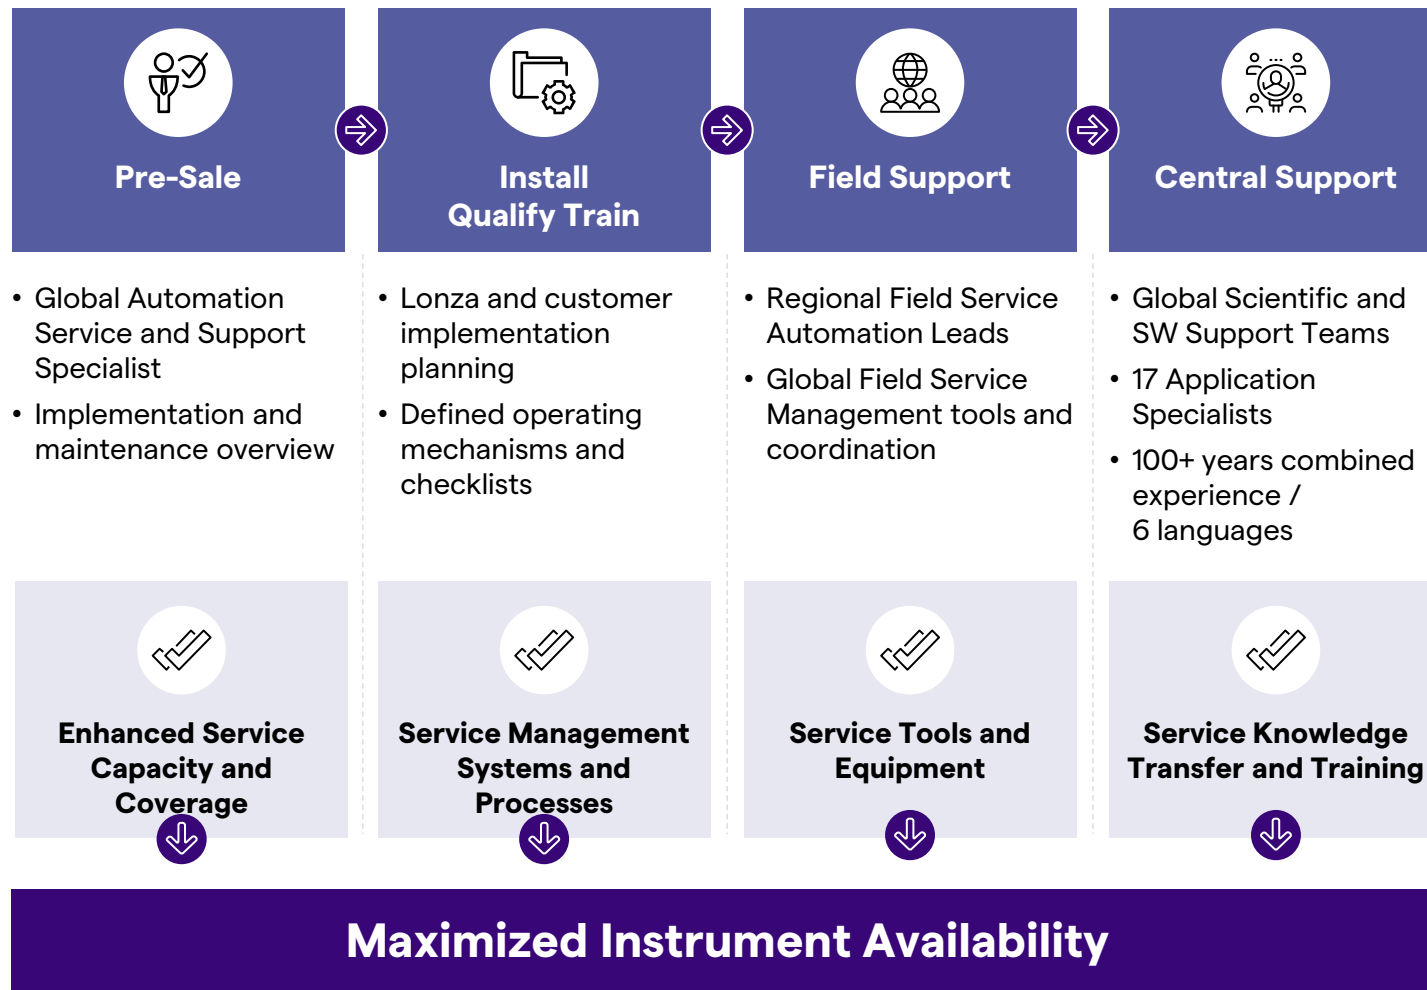 Pre-Sale
Install
Qualify Train
Field Support
Central Support
• Global Automation
Service and Support
Specialist
• Implementation and
maintenance overview
• Lonza and customer
implementation
planning
• Defined operating
mechanisms and
checklists
• Regional Field Service
Automation Leads
• Global Field Service
Management tools and
coordination
• Global Scientific and
SW Support Teams
• 17 Application
Specialists
• 100+ years combined
experience /
6 languages
Enhanced Service
Capacity and
Coverage
Service Management
Systems and
Processes
Service Tools and
Equipment
Service Knowledge
Transfer and Training
Maximized Instrument Availability